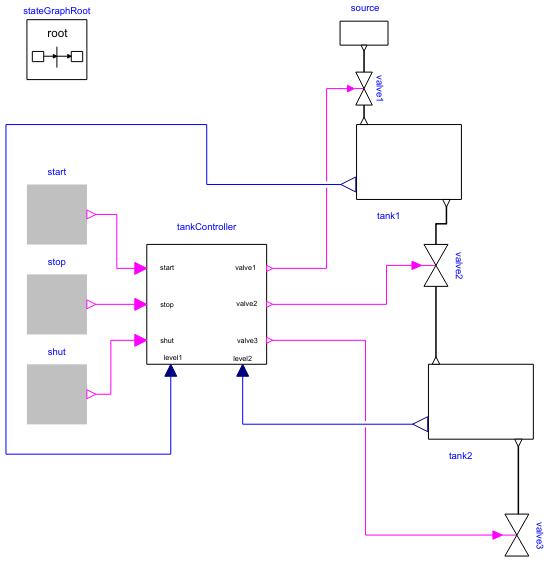 stateGraphRoot
root
source
valve1
tank1
start
stop
shut
tankController
start
valve1
stop
valve2
shut
valve3
level1
level2
valve2
tank2
valve3